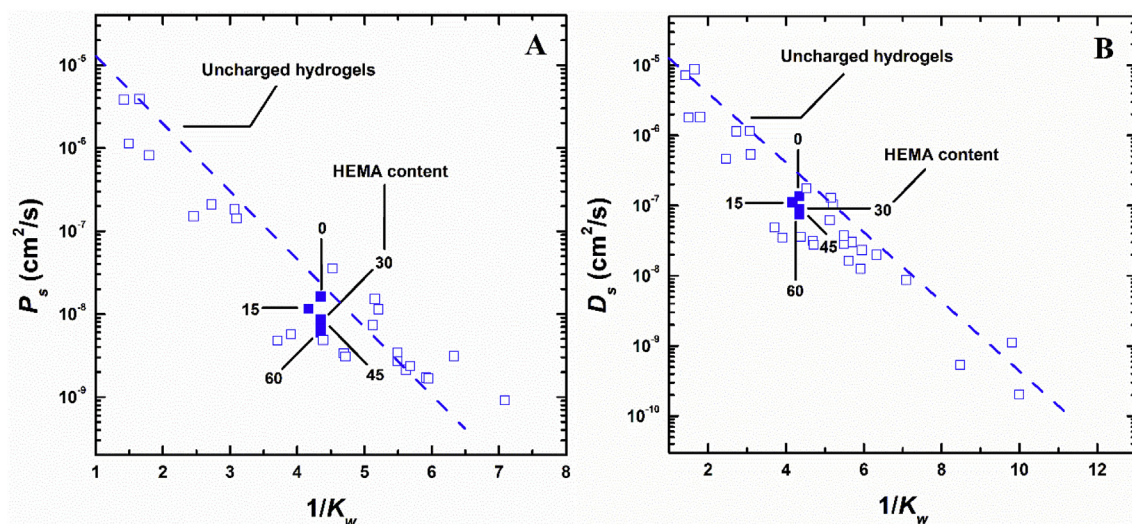 A
Uncharged hydrogels
HEMA content
0
30
15
60
45
10⁻⁵
10⁻⁶
10⁻⁷
10⁻⁸
10⁻⁹
Pₛ (cm²/s)
1 2 3 4 5 6 7 8
1/K_w
B
Uncharged hydrogels
0
HEMA content
15
30
45
60
10⁻⁵
10⁻⁶
10⁻⁷
10⁻⁸
10⁻⁹
10⁻¹⁰
Dₛ (cm²/s)
2 4 6 8 10 12
1/K_w